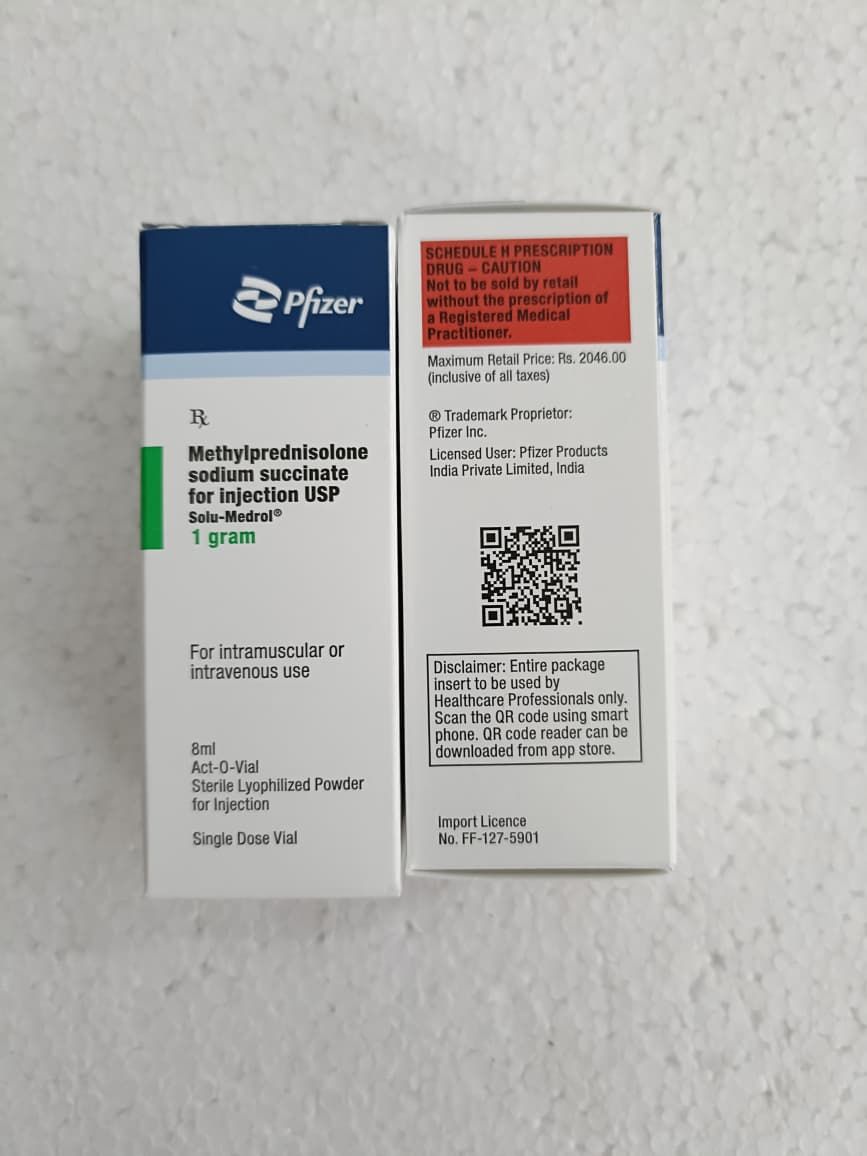 Pfizer
Rx
Methylprednisolone
sodium succinate
for injection USP
Solu-Medrol®
1 gram
For intramuscular or
intravenous use
8ml
Act-O-Vial
Sterile Lyophilized Powder
for Injection
Single Dose Vial
SCHEDULE H PRESCRIPTION
DRUG – CAUTION
Not to be sold by retail
without the prescription of
a Registered Medical
Practitioner.
Maximum Retail Price: Rs. 2046.00
(inclusive of all taxes)
® Trademark Proprietor:
Pfizer Inc.
Licensed User: Pfizer Products
India Private Limited, India
Disclaimer: Entire package
insert to be used by
Healthcare Professionals only.
Scan the QR code using smart
phone. QR code reader can be
downloaded from app store.
Import Licence
No. FF-127-5901